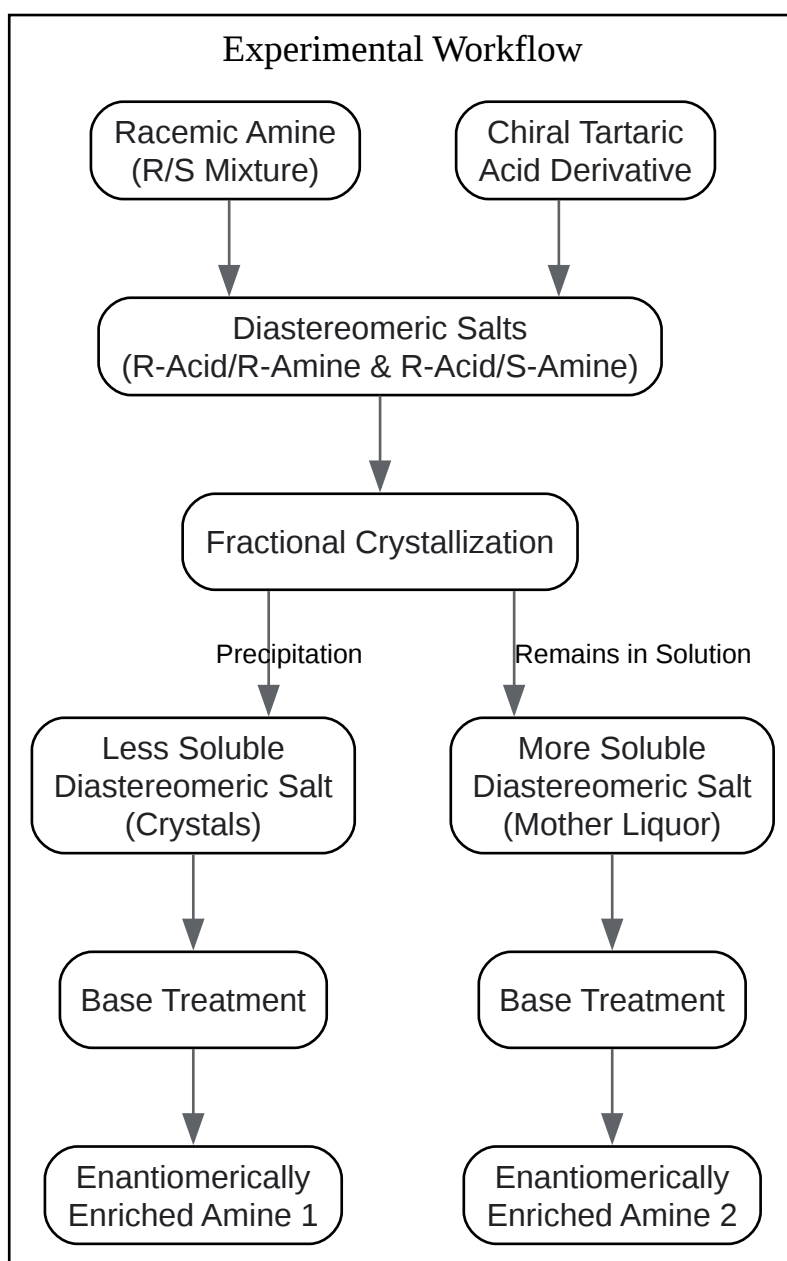 Experimental Workflow
Racemic Amine
(R/S Mixture)
Chiral Tartaric
Acid Derivative
Diastereomeric Salts
(R-Acid/R-Amine & R-Acid/S-Amine)
Fractional Crystallization
Precipitation
Remains in Solution
Less Soluble
Diastereomeric Salt
(Crystals)
More Soluble
Diastereomeric Salt
(Mother Liquor)
Base Treatment
Base Treatment
Enantiomerically
Enriched Amine 1
Enantiomerically
Enriched Amine 2